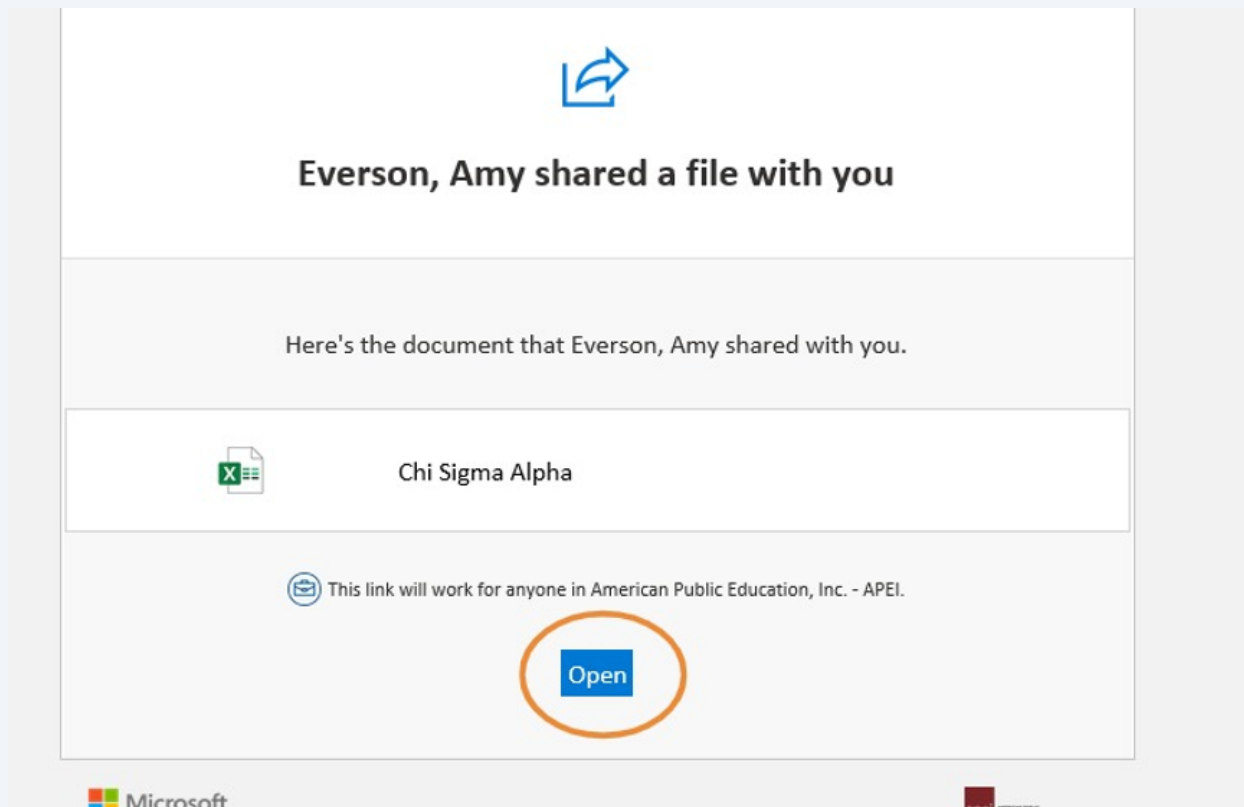 Everson, Amy shared a file with you
Here's the document that Everson, Amy shared with you.
X
Chi Sigma Alpha
This link will work for anyone in American Public Education, Inc. - APEI.
Open
Microsoft